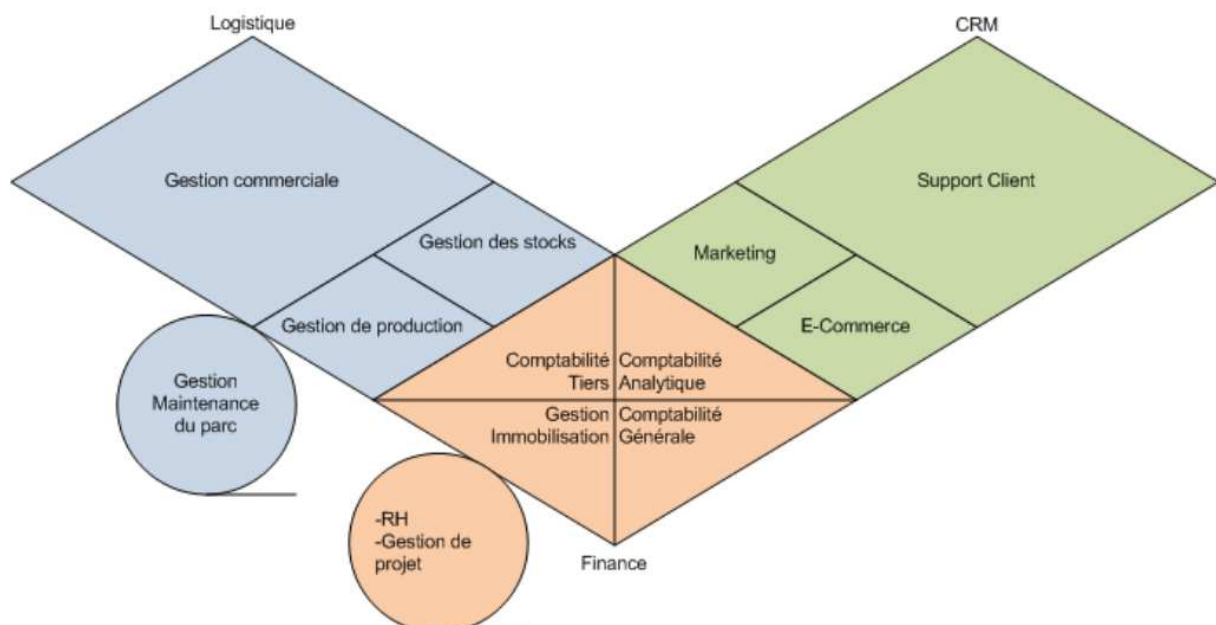 Logistique
CRM
Gestion commerciale
Support Client
Gestion des stocks
Marketing
Gestion de production
E-Commerce
Gestion
Maintenance
du parc
Comptabilité
Tiers
Comptabilité
Analytique
Gestion
Immobilisation
Comptabilité
Générale
-RH
-Gestion de
projet
Finance